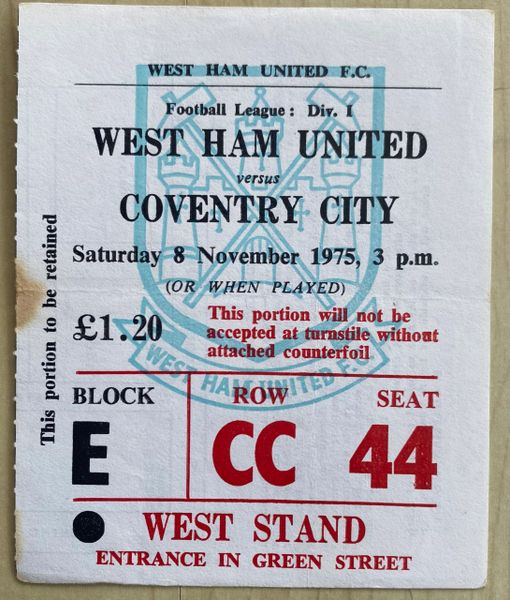 WEST HAM UNITED F.C.
Football League: Div. I
WEST HAM UNITED
versus
COVENTRY CITY
Saturday 8 November 1975, 3 p.m.
(OR WHEN PLAYED)
£1.20
This portion will not be
accepted at turnstile without
attached counterfoil
This portion to be retained
WEST HAM UNITED F.C.
BLOCK ROW SEAT
E CC 44
WEST STAND
ENTRANCE IN GREEN STREET